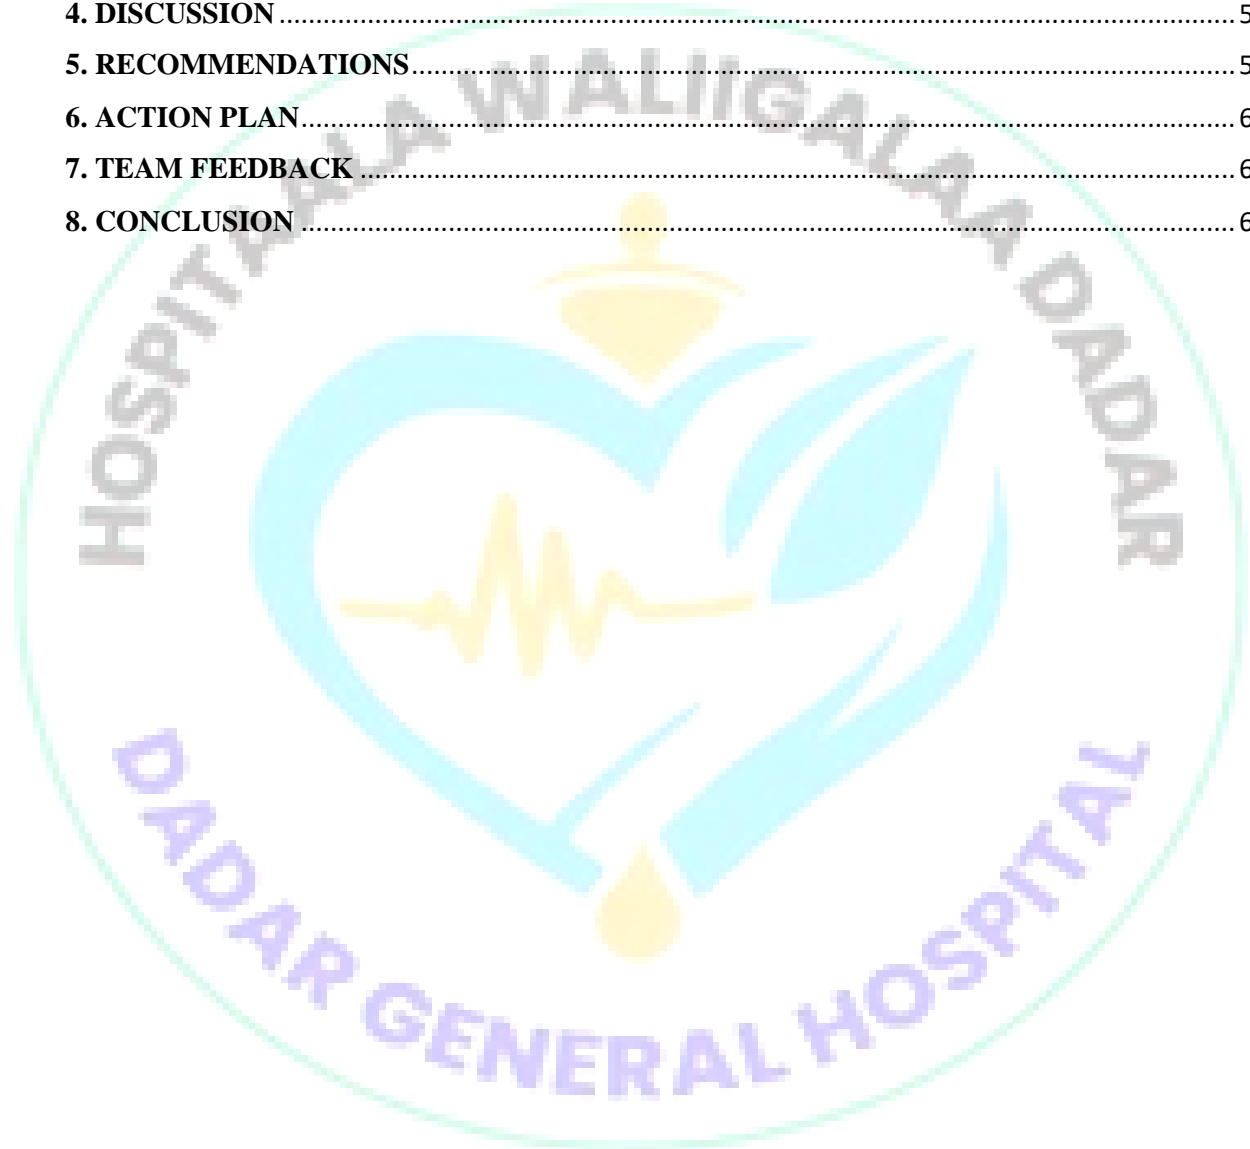 4. DISCUSSION 5
5. RECOMMENDATIONS 5
6. ACTION PLAN 6
7. TEAM FEEDBACK 6
8. CONCLUSION 6
HOSPITAALA WALIIGALAA DADAR
DADAR GENERAL HOSPITAL